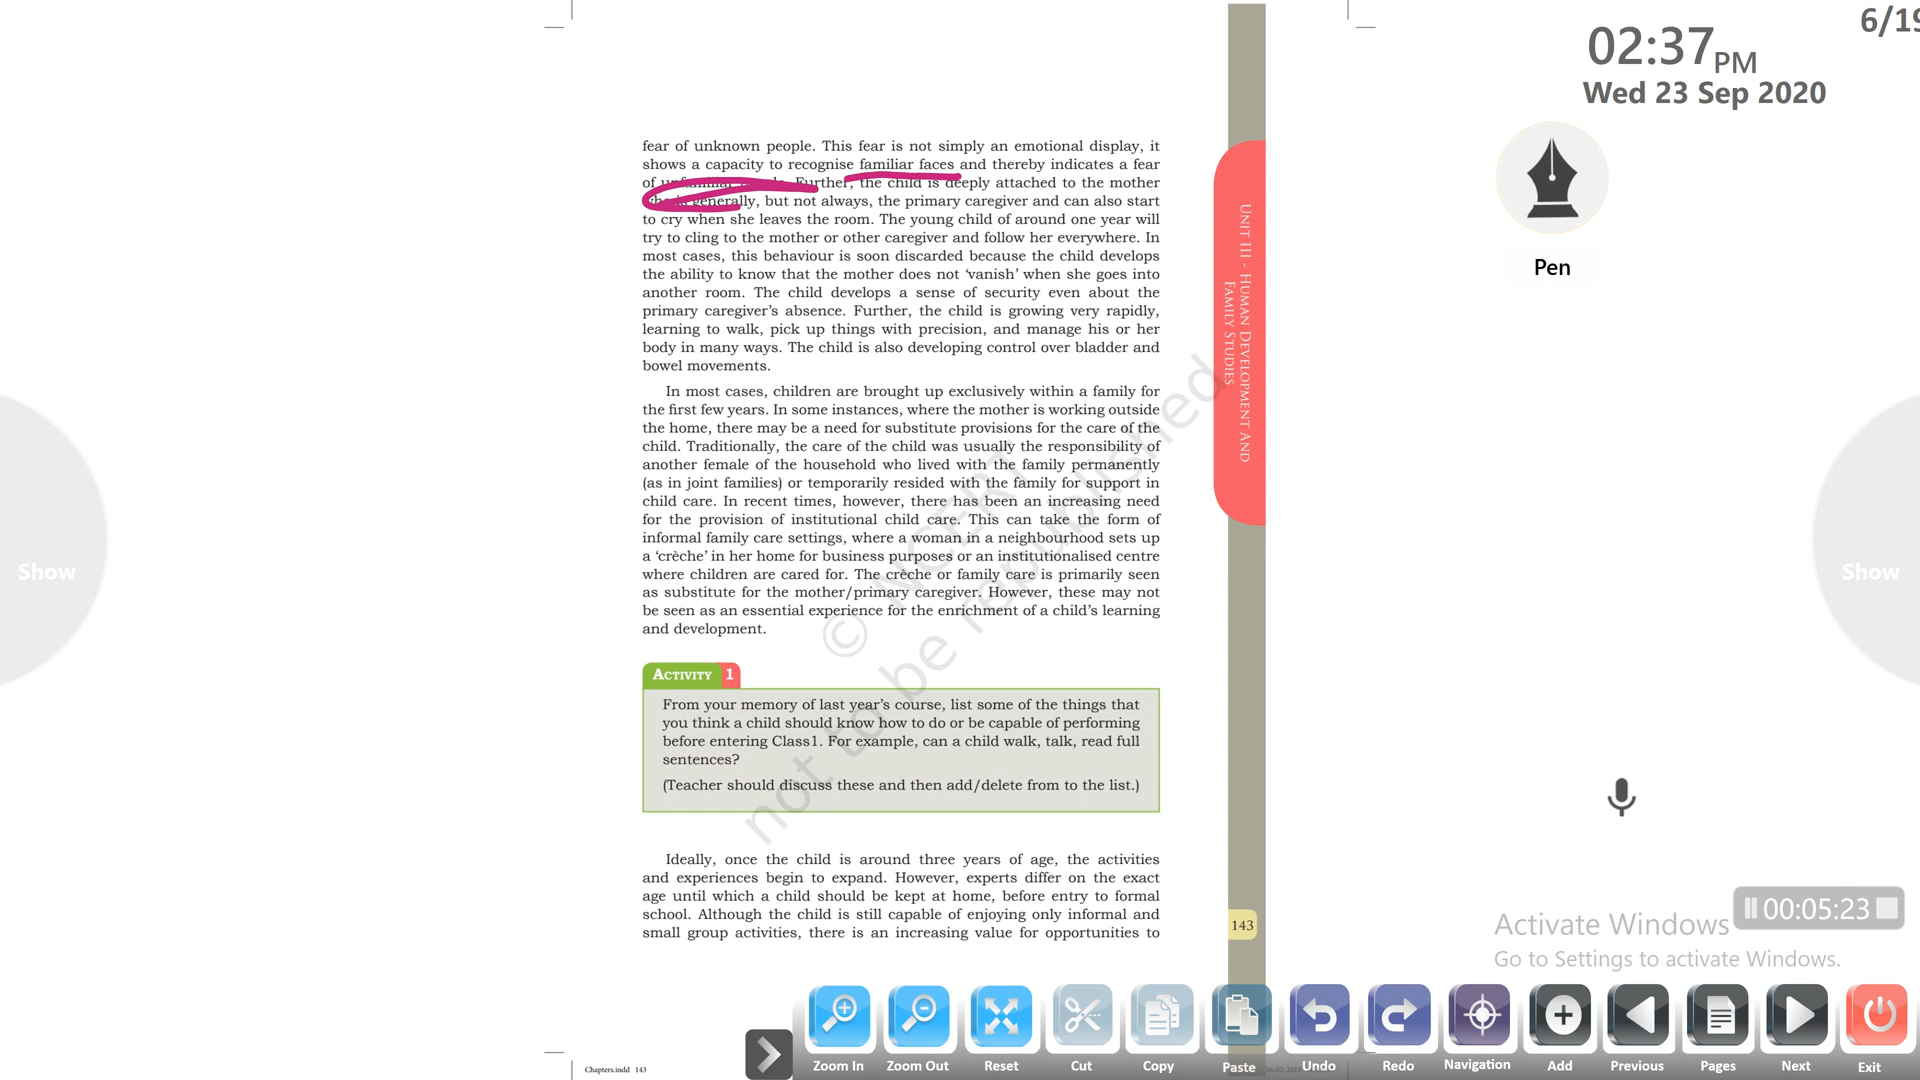 6/19
02:37 PM
Wed 23 Sep 2020
Pen
fear of unknown people. This fear is not simply an emotional display, it
shows a capacity to recognise familiar faces and thereby indicates a fear
of unfamiliar Further, the child is deeply attached to the mother
generally, but not always, the primary caregiver and can also start
to cry when she leaves the room. The young child of around one year will
try to cling to the mother or other caregiver and follow her everywhere. In
most cases, this behaviour is soon discarded because the child develops
the ability to know that the mother does not ‘vanish’ when she goes into
another room. The child develops a sense of security even about the
primary caregiver’s absence. Further, the child is growing very rapidly,
learning to walk, pick up things with precision, and manage his or her
body in many ways. The child is also developing control over bladder and
bowel movements.
In most cases, children are brought up exclusively within a family for
the first few years. In some instances, where the mother is working outside
the home, there may be a need for substitute provisions for the care of the
child. Traditionally, the care of the child was usually the responsibility of
another female of the household who lived with the family permanently
(as in joint families) or temporarily resided with the family for support in
child care. In recent times, however, there has been an increasing need
for the provision of institutional child care. This can take the form of
informal family care settings, where a woman in a neighbourhood sets up
a ‘crèche’ in her home for business purposes or an institutionalised centre
where children are cared for. The crèche or family care is primarily seen
as substitute for the mother/primary caregiver. However, these may not
be seen as an essential experience for the enrichment of a child’s learning
and development.
ACTIVITY 1
From your memory of last year’s course, list some of the things that
you think a child should know how to do or be capable of performing
before entering Class1. For example, can a child walk, talk, read full
sentences?
(Teacher should discuss these and then add/delete from to the list.)
Ideally, once the child is around three years of age, the activities
and experiences begin to expand. However, experts differ on the exact
age until which a child should be kept at home, before entry to formal
school. Although the child is still capable of enjoying only informal and
small group activities, there is an increasing value for opportunities to
© NCERT
not to be republished
UNIT III - HUMAN DEVELOPMENT AND
FAMILY STUDIES
143
Show
Show
00:05:23
Activate Windows
Go to Settings to activate Windows.
Zoom In Zoom Out Reset Cut Copy Paste Undo Redo Navigation Add Previous Pages Next Exit
Chapters.indd 143